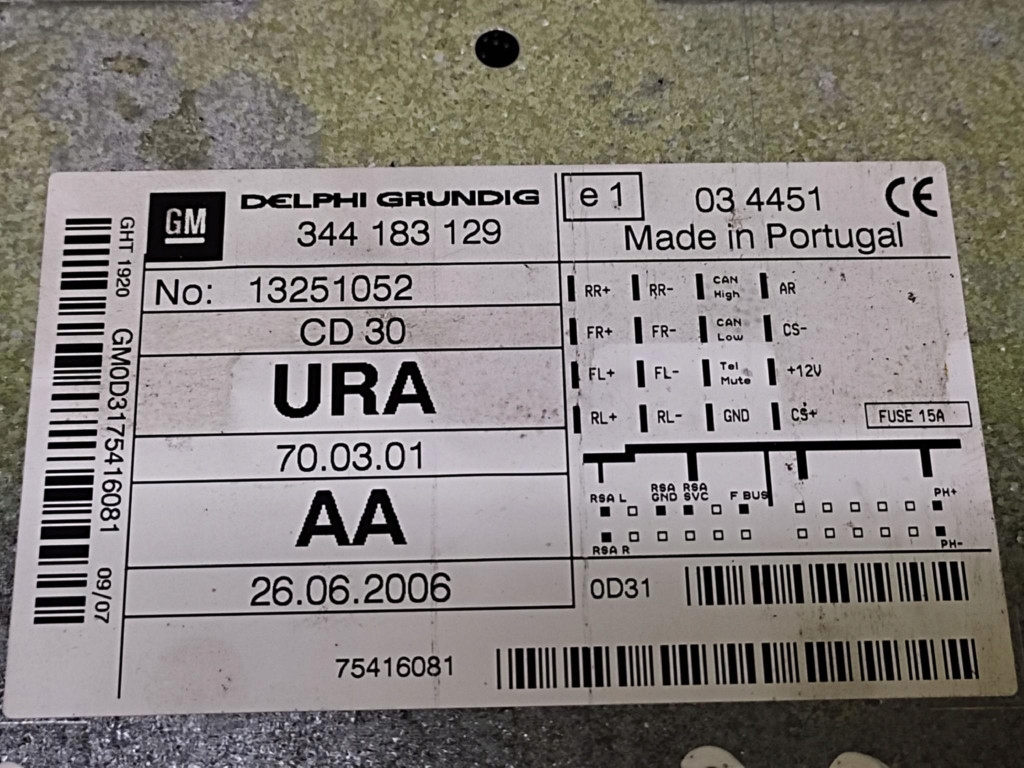 GM
DELPHI GRUNDIG
344 183 129
e 1
03 4451
CE
Made in Portugal
No: 13251052
CD 30
URA
70.03.01
AA
26.06.2006
RR+ RR- CAN High AR
FR+ FR- CAN Low CS-
FL+ FL- Tel Mute +12V
RL+ RL- GND CS+
FUSE 15A
RSA L RSA GND RSA SVC F BUS PH+
RSA R PH-
0D31
75416081
GHT 1920 GM0D3175416081 09/07